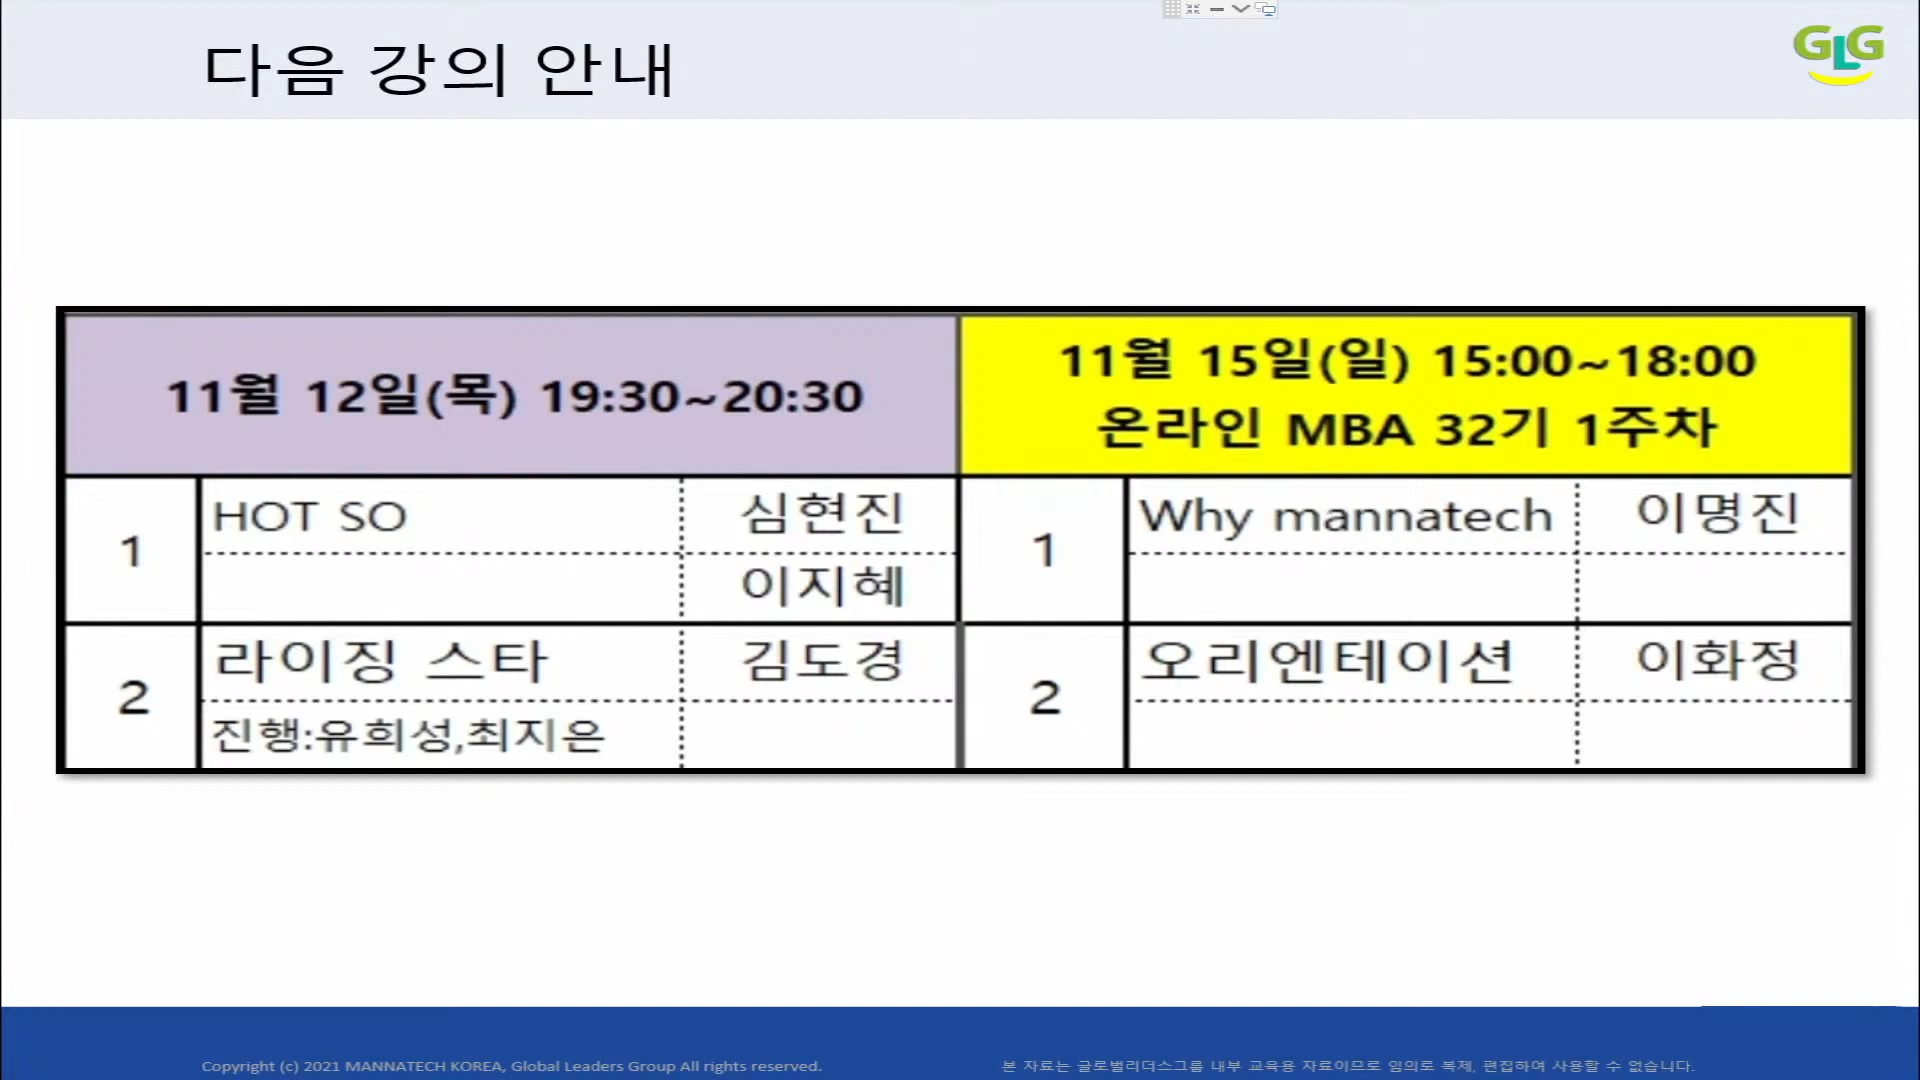 다음 강의 안내
GLG
11월 12일(목) 19:30~20:30
11월 15일(일) 15:00~18:00
온라인 MBA 32기 1주차
1
HOT SO
심현진
이지혜
1
Why mannatech
이명진
2
라이징 스타
김도경
진행:유희성,최지은
2
오리엔테이션
이화정
Copyright (c) 2021 MANNATECH KOREA, Global Leaders Group All rights reserved.
본 자료는 글로벌리더스그룹 내부 교육용 자료이므로 임의로 복제, 편집하여 사용할 수 없습니다.